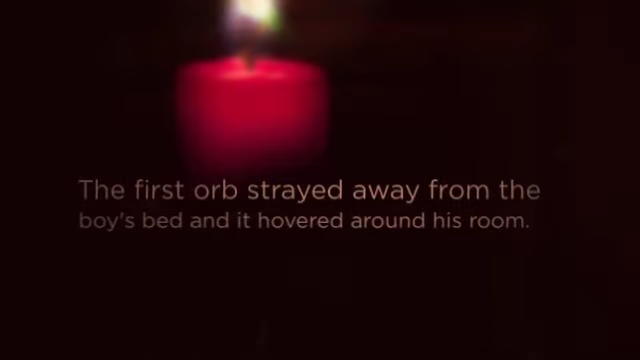 The first orb strayed away from the
boy's bed and it hovered around his room.